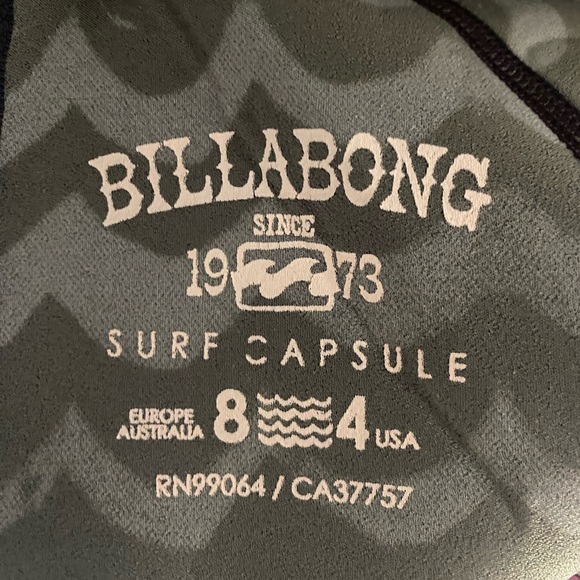 BILLABONG
SINCE
19 73
SURF CAPSULE
EUROPE AUSTRALIA 8 4 USA
RN99064 / CA37757